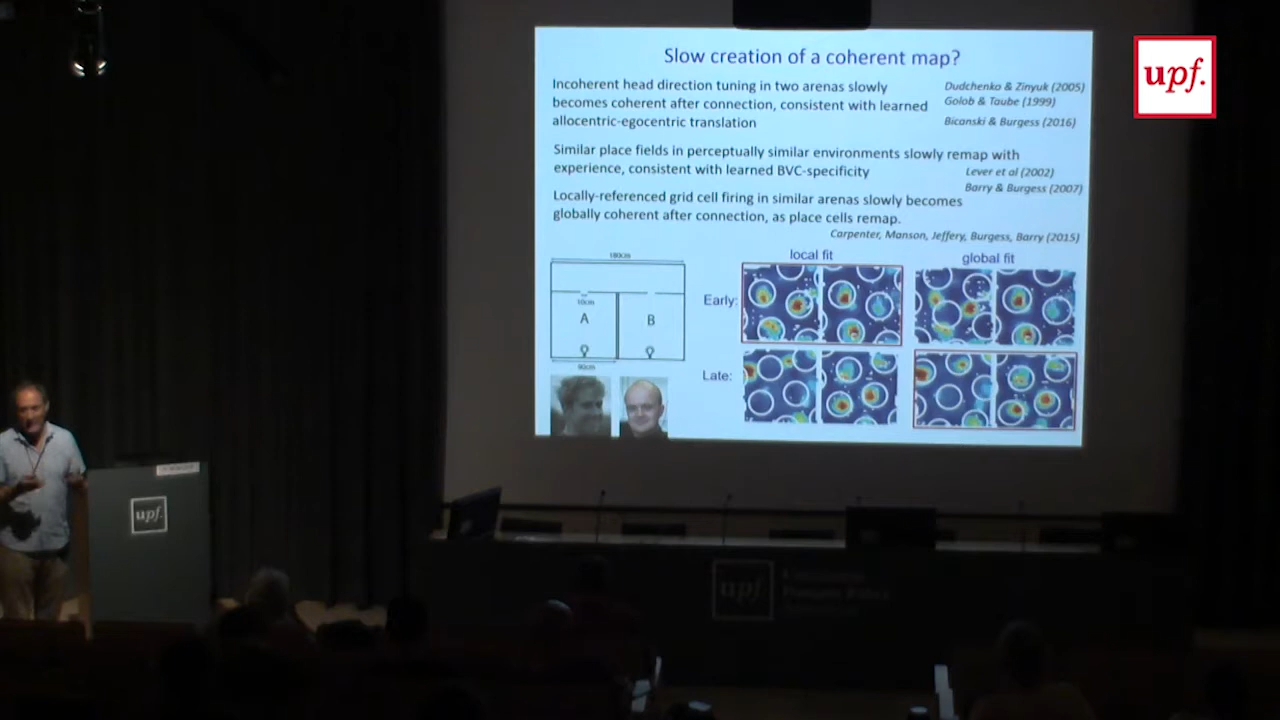 Slow creation of a coherent map?
Incoherent head direction tuning in two arenas slowly
becomes coherent after connection, consistent with learned
allocentric-egocentric translation
Dudchenko & Zinyuk (2005)
Golob & Taube (1999)
Bicanski & Burgess (2016)
Similar place fields in perceptually similar environments slowly remap with
experience, consistent with learned BVC-specificity
Lever et al (2002)
Barry & Burgess (2007)
Locally-referenced grid cell firing in similar arenas slowly becomes
globally coherent after connection, as place cells remap.
Carpenter, Manson, Jeffery, Burgess, Barry (2015)
180cm
10cm
A
B
90cm
local fit
global fit
Early:
Late:
upf.
upf.
upf.